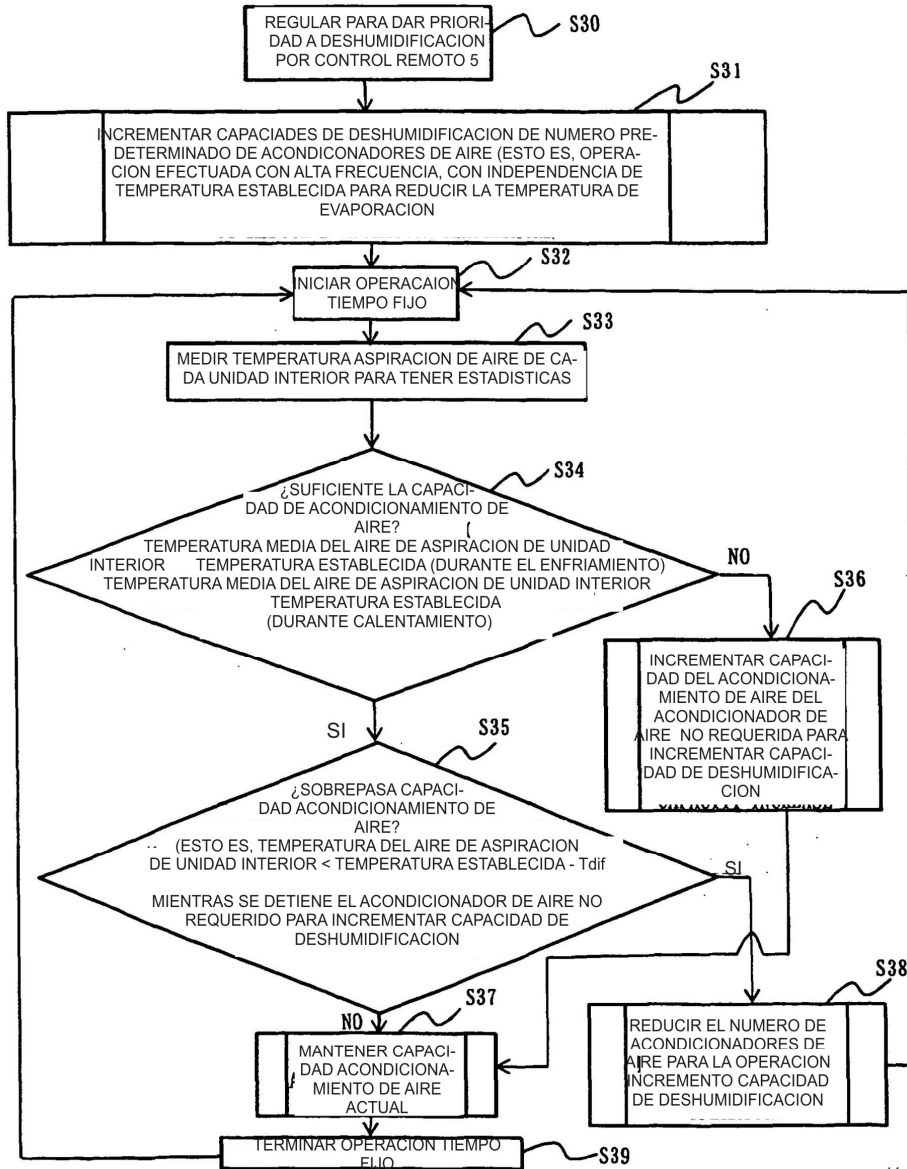 REGULAR PARA DAR PRIORI-
DAD A DESHUMIDIFICACION
POR CONTROL REMOTO 5
S30
S31
INCREMENTAR CAPACIADES DE DESHUMIDIFICACION DE NUMERO PRE-
DETERMINADO DE ACONDICONADORES DE AIRE (ESTO ES, OPERA-
CION EFECTUADA CON ALTA FRECUENCIA, CON INDEPENDENCIA DE
TEMPERATURA ESTABLECIDA PARA REDUCIR LA TEMPERATURA DE
EVAPORACION
S32
INICIAR OPERACAION
TIEMPO FIJO
S33
MEDIR TEMPERATURA ASPIRACION DE AIRE DE CA-
DA UNIDAD INTERIOR PARA TENER ESTADISTICAS
S34
¿SUFICIENTE LA CAPACI-
DAD DE ACONDICIONAMIENTO DE
AIRE?
TEMPERATURA MEDIA DEL AIRE DE ASPIRACION DE UNIDAD
INTERIOR TEMPERATURA ESTABLECIDA (DURANTE EL ENFRIAMIENTO)
TEMPERATURA MEDIA DEL AIRE DE ASPIRACION DE UNIDAD INTERIOR
TEMPERATURA ESTABLECIDA
(DURANTE CALENTAMIENTO)
NO
S36
INCREMENTAR CAPACI-
DAD DEL ACONDICIONA-
MIENTO DE AIRE DEL
ACONDICIONADOR DE
AIRE NO REQUERIDA PARA
INCREMENTAR CAPACI-
DAD DE DESHUMIDIFICA-
CION
SI
S35
¿SOBREPASA CAPACI-
DAD ACONDICIONAMIENTO DE
AIRE?
(ESTO ES, TEMPERATURA DEL AIRE DE ASPIRACION
DE UNIDAD INTERIOR < TEMPERATURA ESTABLECIDA - Tdif
MIENTRAS SE DETIENE EL ACONDICIONADOR DE AIRE NO
REQUERIDO PARA INCREMENTAR CAPACIDAD DE
DESHUMIDIFICACION
SI
S38
REDUCIR EL NUMERO DE
ACONDICIONADORES DE
AIRE PARA LA OPERACION
INCREMENTO CAPACIDAD
DE DESHUMIDIFICACION
NO
S37
MANTENER CAPACI-
DAD ACONDICIONA-
MIENTO DE AIRE
ACTUAL
TERMINAR OPERACION TIEMPO
FIJO
S39